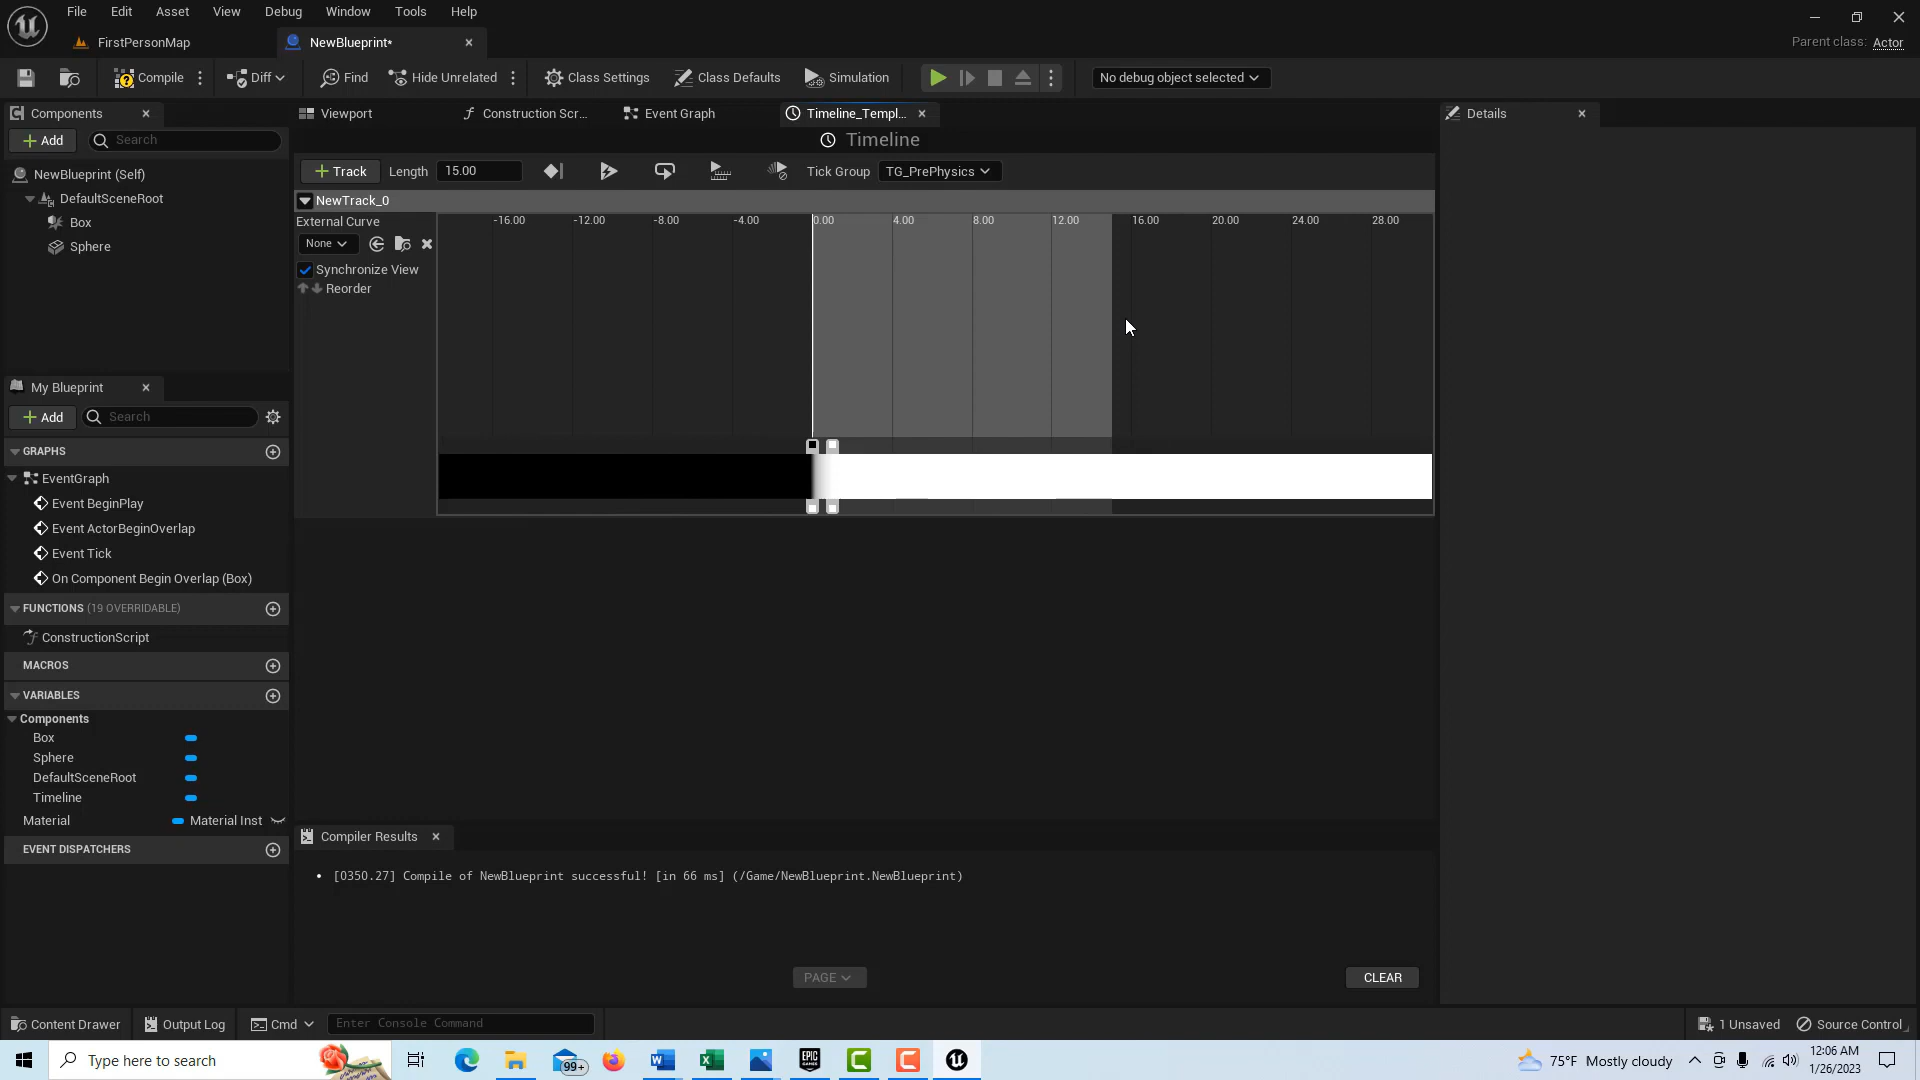 File Edit Asset View Debug Window Tools Help
FirstPersonMap
NewBlueprint*
Parent class: Actor
Compile
Diff
Find
Hide Unrelated
Class Settings
Class Defaults
Simulation
No debug object selected
Components
Viewport
Construction Scr...
Event Graph
Timeline_Templ...
Details
Add
Search
Timeline
Track
Length
15.00
Tick Group
TG_PrePhysics
NewBlueprint (Self)
DefaultSceneRoot
Box
Sphere
NewTrack_0
External Curve
None
Synchronize View
Reorder
-16.00 -12.00 -8.00 -4.00 0.00 4.00 8.00 12.00 16.00 20.00 24.00 28.00
My Blueprint
Add
Search
GRAPHS
EventGraph
Event BeginPlay
Event ActorBeginOverlap
Event Tick
On Component Begin Overlap (Box)
FUNCTIONS (19 OVERRIDABLE)
ConstructionScript
MACROS
VARIABLES
Components
Box
Sphere
DefaultSceneRoot
Timeline
Material
Material Inst
EVENT DISPATCHERS
Compiler Results
• [0350.27] Compile of NewBlueprint successful! [in 66 ms] (/Game/NewBlueprint.NewBlueprint)
PAGE
CLEAR
Content Drawer
Output Log
Cmd
Enter Console Command
1 Unsaved
Source Control
Type here to search
99+
75°F Mostly cloudy
12:06 AM
1/26/2023